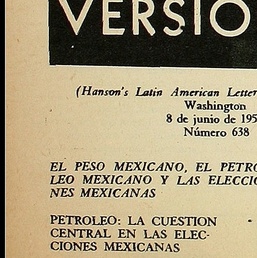 VERSIO
(Hanson's Latin American Letter
Washington
8 de junio de 195
Número 638
EL PESO MEXICANO, EL PETRO
LEO MEXICANO Y LAS ELECCIO
NES MEXICANAS
PETROLEO: LA CUESTION -
CENTRAL EN LAS ELEC-
CIONES MEXICANAS